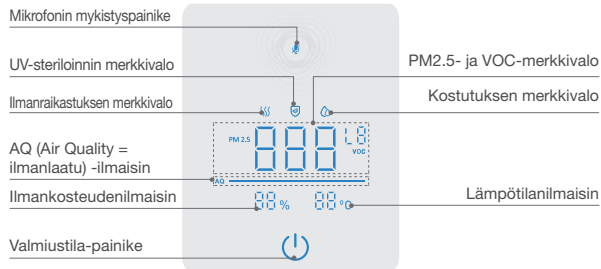 Mikrofonin mykistyspainike
UV-steriloinnin merkkivalo
Ilmanraikastuksen merkkivalo
AQ (Air Quality =
ilmanlaatu) -ilmaisin
Ilmankosteudenilmaisin
Valmiustila-painike
PM2.5- ja VOC-merkkivalo
Kostutuksen merkkivalo
Lämpötilanilmaisin
PM 2.5 888 L8
VOC
AQ
88 % 88 °C